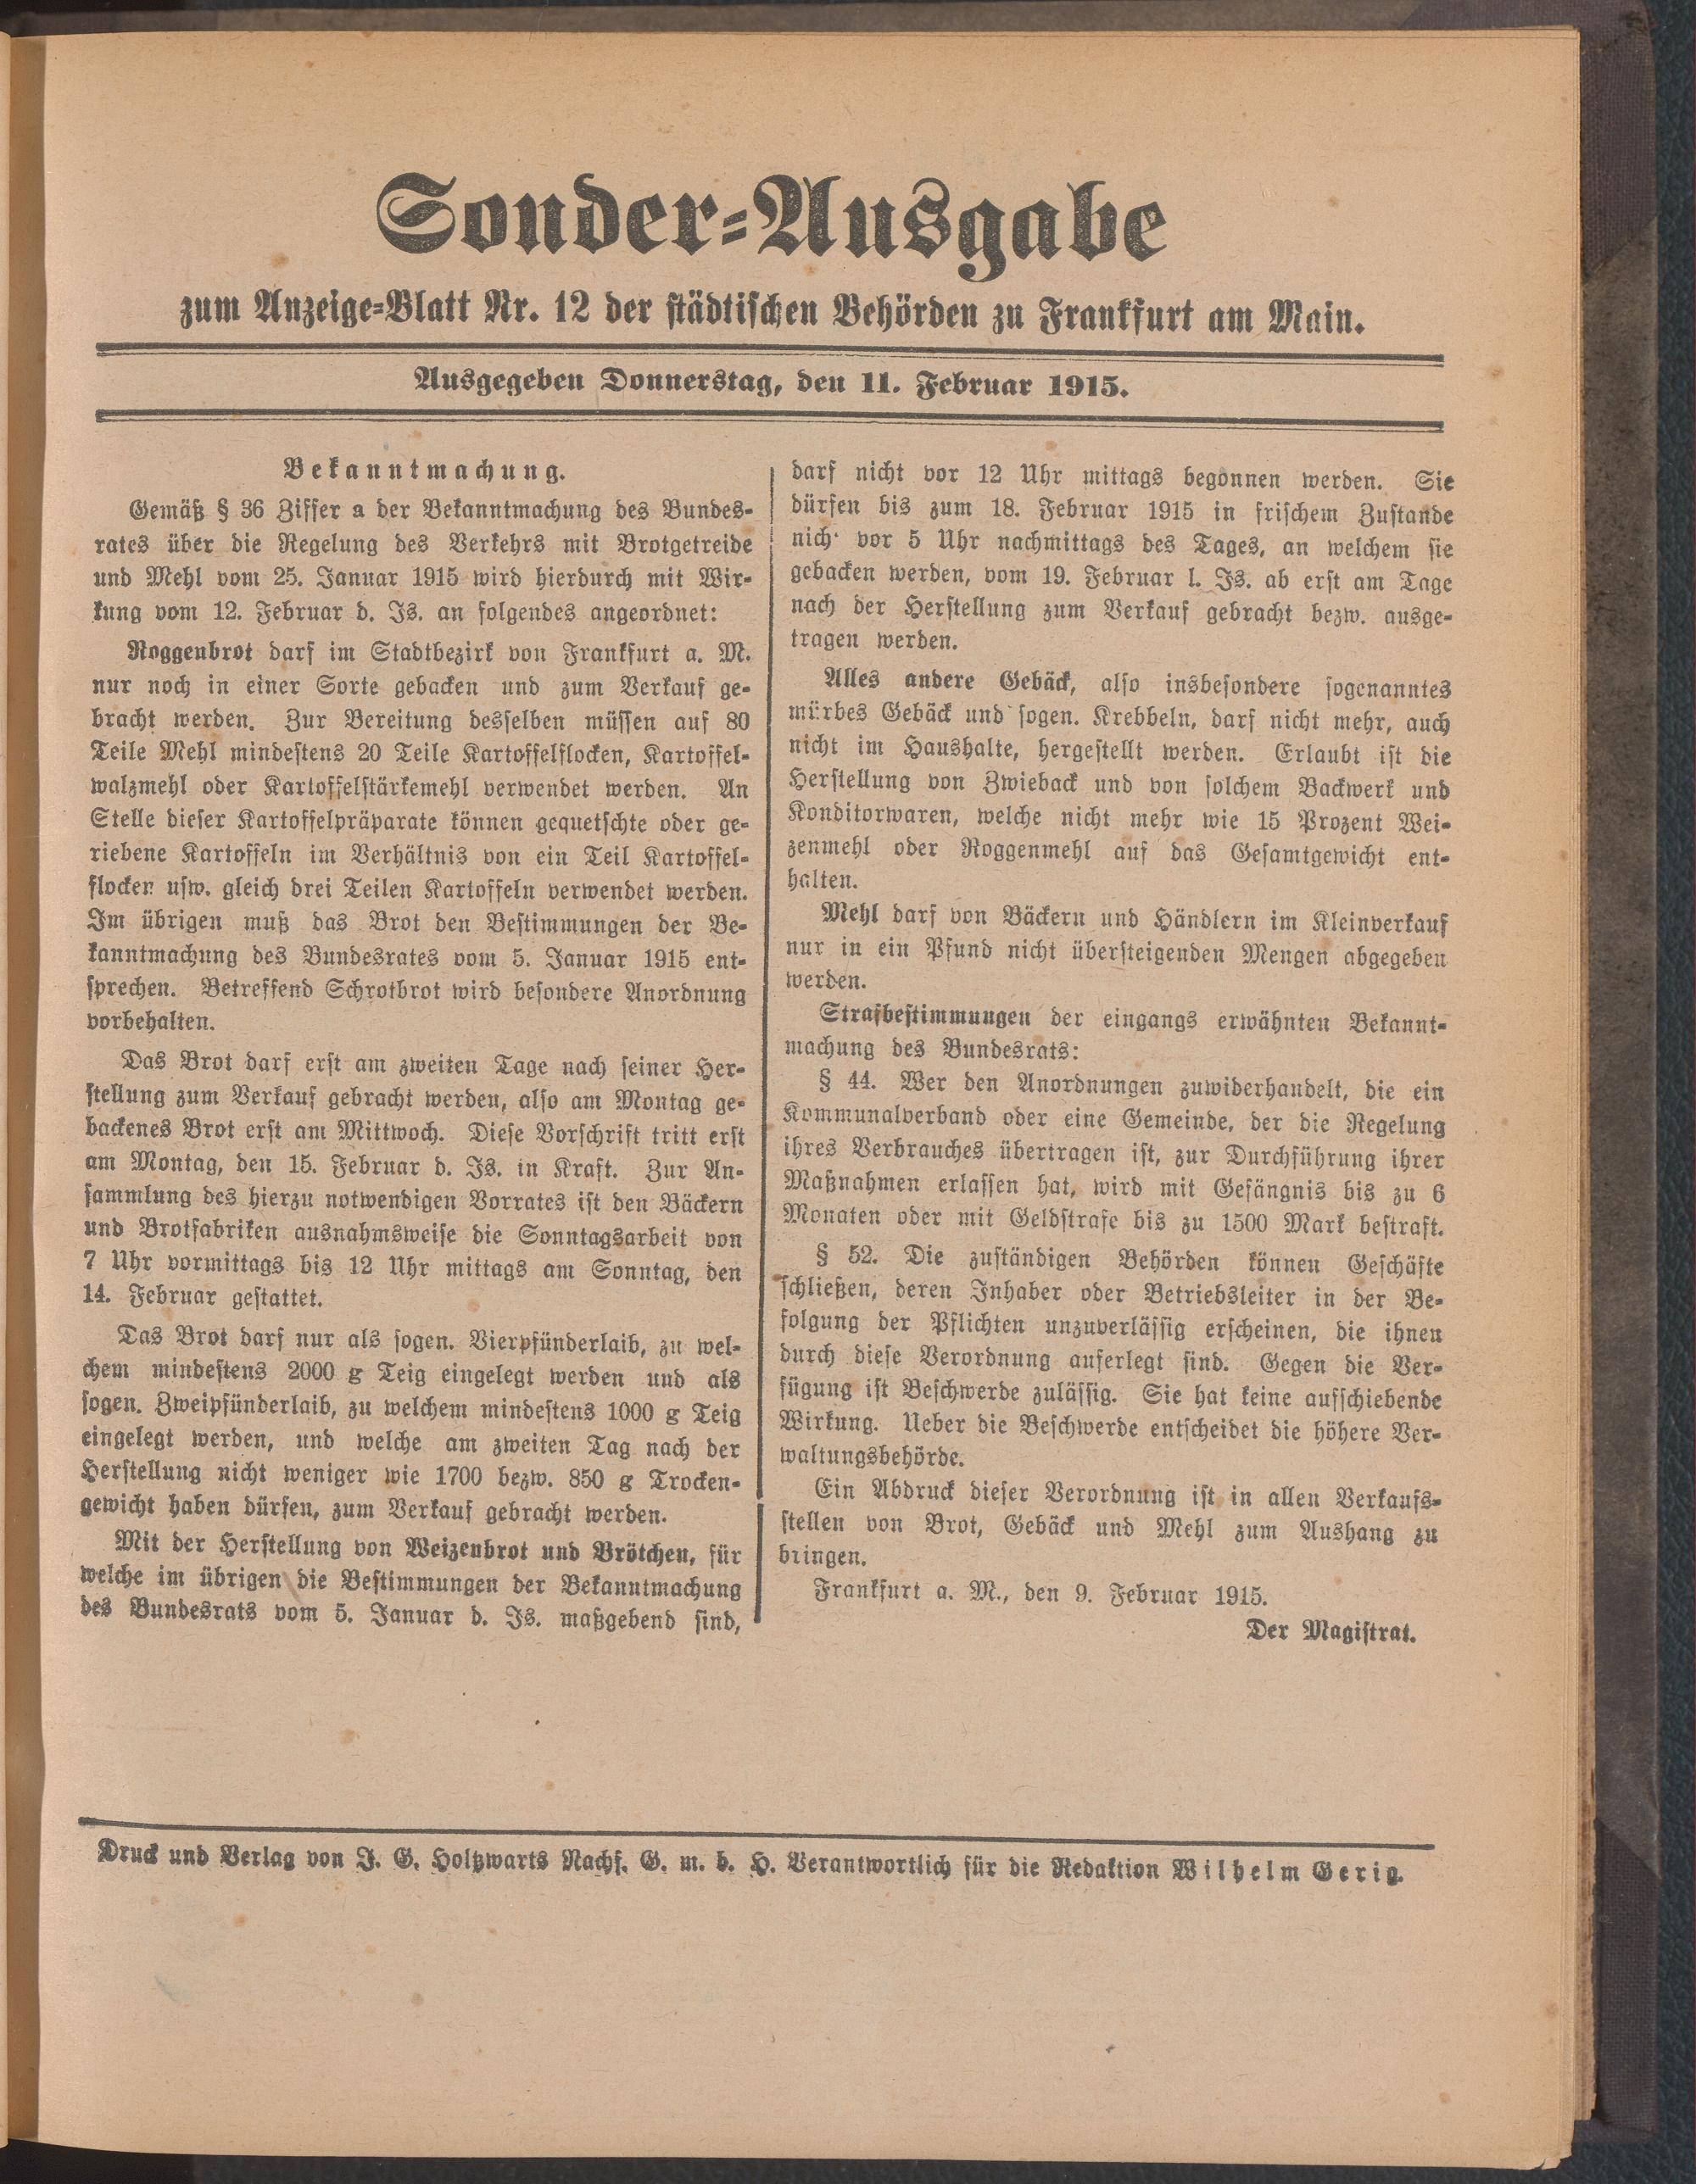 Sonder-Ausgabe
zum Anzeige-Blatt Nr. 12 der städtischen Behörden zu Frankfurt am Main.
Ausgegeben Donnerstag, den 11. Februar 1915.
Bekanntmachung.
Gemäß § 36 Ziffer a der Bekanntmachung des Bundes-
rates über die Regelung des Verkehrs mit Brotgetreide
und Mehl vom 25. Januar 1915 wird hierdurch mit Wir-
kung vom 12. Februar d. Js. an folgendes angeordnet:
Roggenbrot darf im Stadtbezirk von Frankfurt a. M.
nur noch in einer Sorte gebacken und zum Verkauf ge-
bracht werden. Zur Bereitung desselben müssen auf 80
Teile Mehl mindestens 20 Teile Kartoffelflocken, Kartoffel-
walzmehl oder Kartoffelstärkemehl verwendet werden. An
Stelle dieser Kartoffelpräparate können gequetschte oder ge-
riebene Kartoffeln im Verhältnis von ein Teil Kartoffel-
flocken usw. gleich drei Teilen Kartoffeln verwendet werden.
Im übrigen muß das Brot den Bestimmungen der Be-
kanntmachung des Bundesrates vom 5. Januar 1915 ent-
sprechen. Betreffend Schrotbrot wird besondere Anordnung
vorbehalten.
Das Brot darf erst am zweiten Tage nach seiner Her-
stellung zum Verkauf gebracht werden, also am Montag ge-
backenes Brot erst am Mittwoch. Diese Vorschrift tritt erst
am Montag, den 15. Februar d. Js. in Kraft. Zur An-
sammlung des hierzu notwendigen Vorrates ist den Bäckern
und Brotfabriken ausnahmsweise die Sonntagsarbeit von
7 Uhr vormittags bis 12 Uhr mittags am Sonntag, den
14. Februar gestattet.
Das Brot darf nur als sogen. Vierpfünderlaib, zu wel-
chem mindestens 2000 g Teig eingelegt werden und als
sogen. Zweipfünderlaib, zu welchem mindestens 1000 g Teig
eingelegt werden, und welche am zweiten Tag nach der
Herstellung nicht weniger wie 1700 bezw. 850 g Trocken-
gewicht haben dürfen, zum Verkauf gebracht werden.
Mit der Herstellung von Weizenbrot und Brötchen, für
welche im übrigen die Bestimmungen der Bekanntmachung
des Bundesrats vom 5. Januar d. Js. maßgebend sind,
darf nicht vor 12 Uhr mittags begonnen werden. Sie
dürfen bis zum 18. Februar 1915 in frischem Zustande
nich· vor 5 Uhr nachmittags des Tages, an welchem sie
gebacken werden, vom 19. Februar l. Js. ab erst am Tage
nach der Herstellung zum Verkauf gebracht bezw. ausge-
tragen werden.
Alles andere Gebäck, also insbesondere sogenanntes
mürbes Gebäck und sogen. Krebbeln, darf nicht mehr, auch
nicht im Haushalte, hergestellt werden. Erlaubt ist die
Herstellung von Zwieback und von solchem Backwerk und
Konditorwaren, welche nicht mehr wie 15 Prozent Wei-
zenmehl oder Roggenmehl auf das Gesamtgewicht ent-
halten.
Mehl darf von Bäckern und Händlern im Kleinverkauf
nur in ein Pfund nicht übersteigenden Mengen abgegeben
werden.
Strafbestimmungen der eingangs erwähnten Bekannt-
machung des Bundesrats:
§ 44. Wer den Anordnungen zuwiderhandelt, die ein
Kommunalverband oder eine Gemeinde, der die Regelung
ihres Verbrauches übertragen ist, zur Durchführung ihrer
Maßnahmen erlassen hat, wird mit Gefängnis bis zu 6
Monaten oder mit Geldstrafe bis zu 1500 Mark bestraft.
§ 52. Die zuständigen Behörden können Geschäfte
schließen, deren Inhaber oder Betriebsleiter in der Be-
folgung der Pflichten unzuverlässig erscheinen, die ihnen
durch diese Verordnung auferlegt sind. Gegen die Ver-
fügung ist Beschwerde zulässig. Sie hat keine aufschiebende
Wirkung. Ueber die Beschwerde entscheidet die höhere Ver-
waltungsbehörde.
Ein Abdruck dieser Verordnung ist in allen Verkaufs-
stellen von Brot, Gebäck und Mehl zum Aushang zu
bringen.
Frankfurt a. M., den 9. Februar 1915.
Der Magistrat.
Druck und Verlag von J. G. Holtzwarts Nachf. G. m. b. H. Verantwortlich für die Redaktion Wilhelm Gerig.